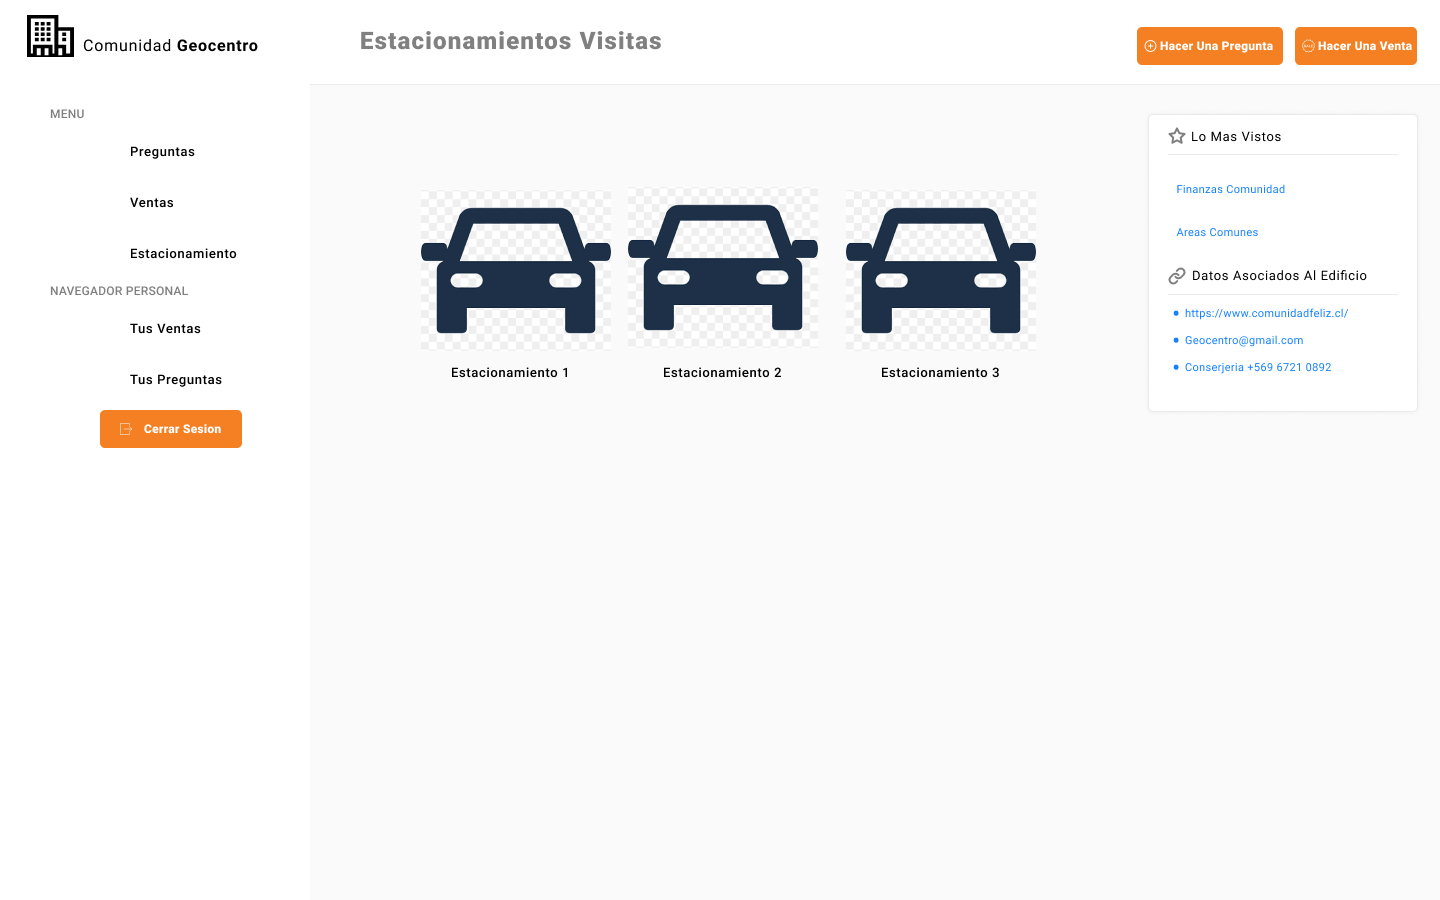 Comunidad Geocentro
Estacionamientos Visitas
Hacer Una Pregunta
Hacer Una Venta
MENU
Preguntas
Ventas
Estacionamiento
NAVEGADOR PERSONAL
Tus Ventas
Tus Preguntas
Cerrar Sesion
Estacionamiento 1
Estacionamiento 2
Estacionamiento 3
Lo Mas Vistos
Finanzas Comunidad
Areas Comunes
Datos Asociados Al Edificio
https://www.comunidadfeliz.cl/
Geocentro@gmail.com
Conserjeria +569 6721 0892